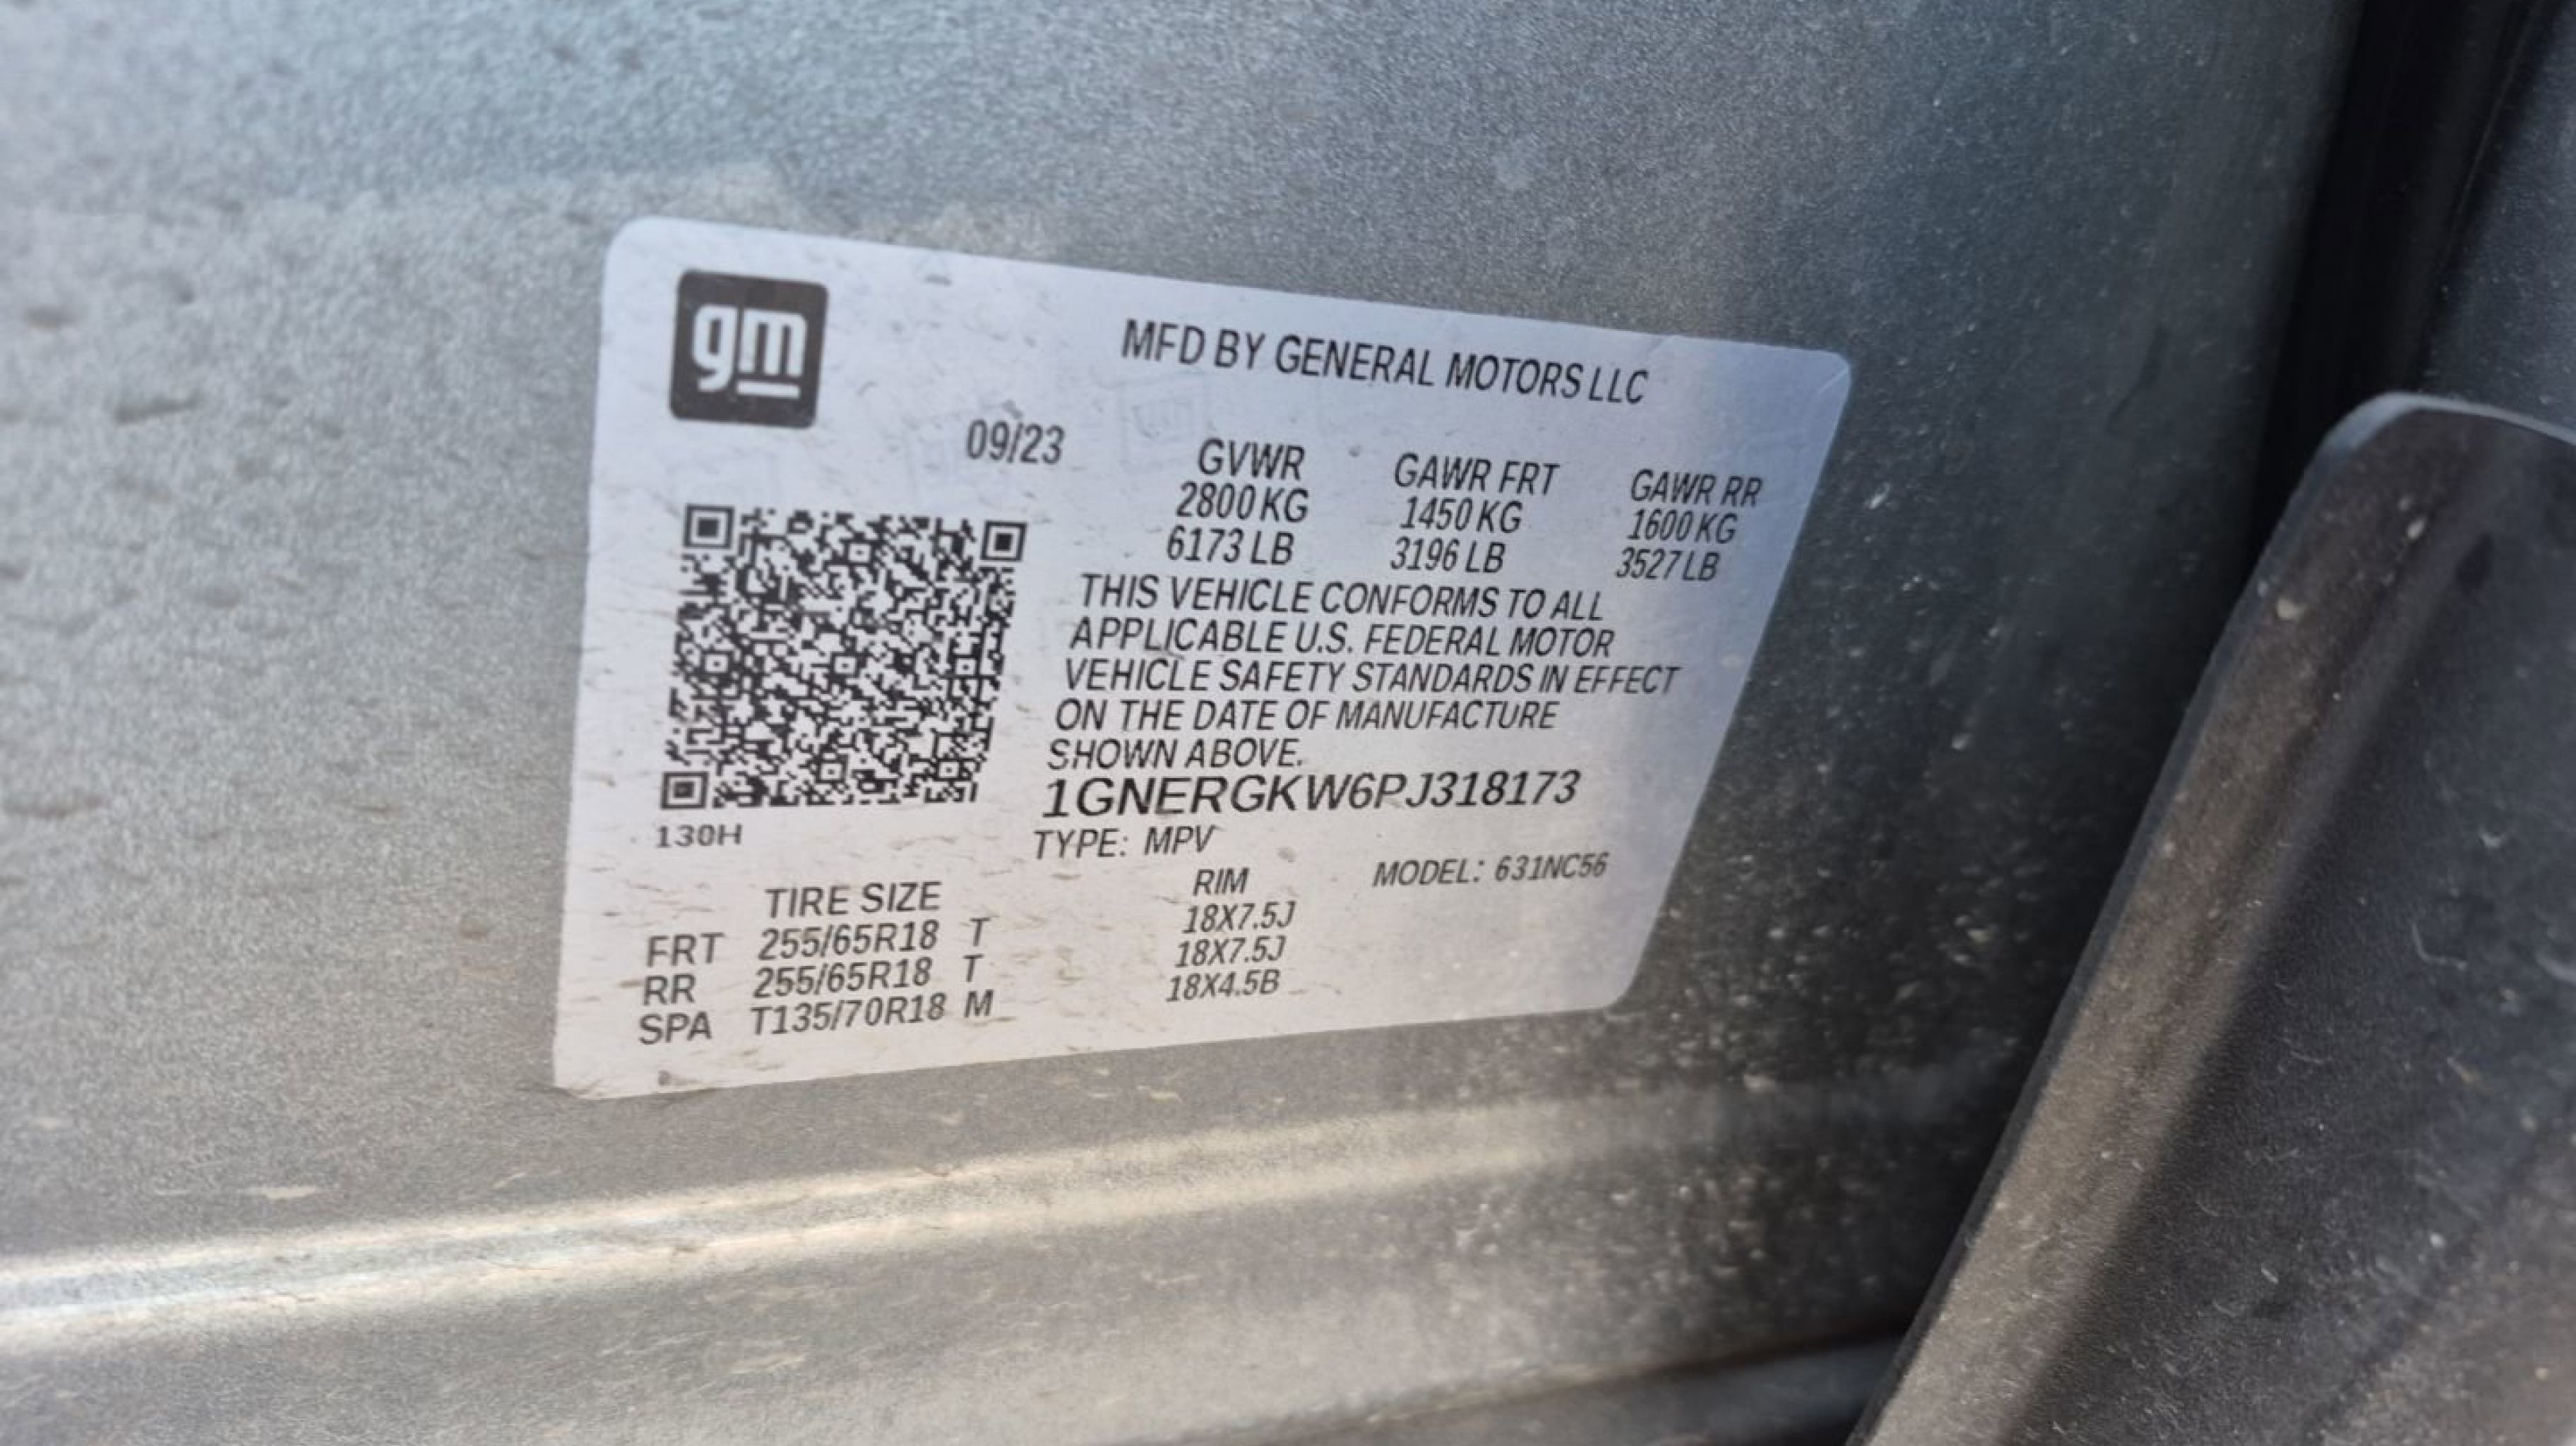 gm
MFD BY GENERAL MOTORS LLC
09/23
GVWR GAWR FRT GAWR RR
2800 KG 1450 KG 1600 KG
6173 LB 3196 LB 3527 LB
THIS VEHICLE CONFORMS TO ALL
APPLICABLE U.S. FEDERAL MOTOR
VEHICLE SAFETY STANDARDS IN EFFECT
ON THE DATE OF MANUFACTURE
SHOWN ABOVE.
1GNERGKW6PJ318173
130H
TYPE: MPV
MODEL: 631NC56
TIRE SIZE RIM
FRT 255/65R18 T 18X7.5J
RR 255/65R18 T 18X7.5J
SPA T135/70R18 M 18X4.5B